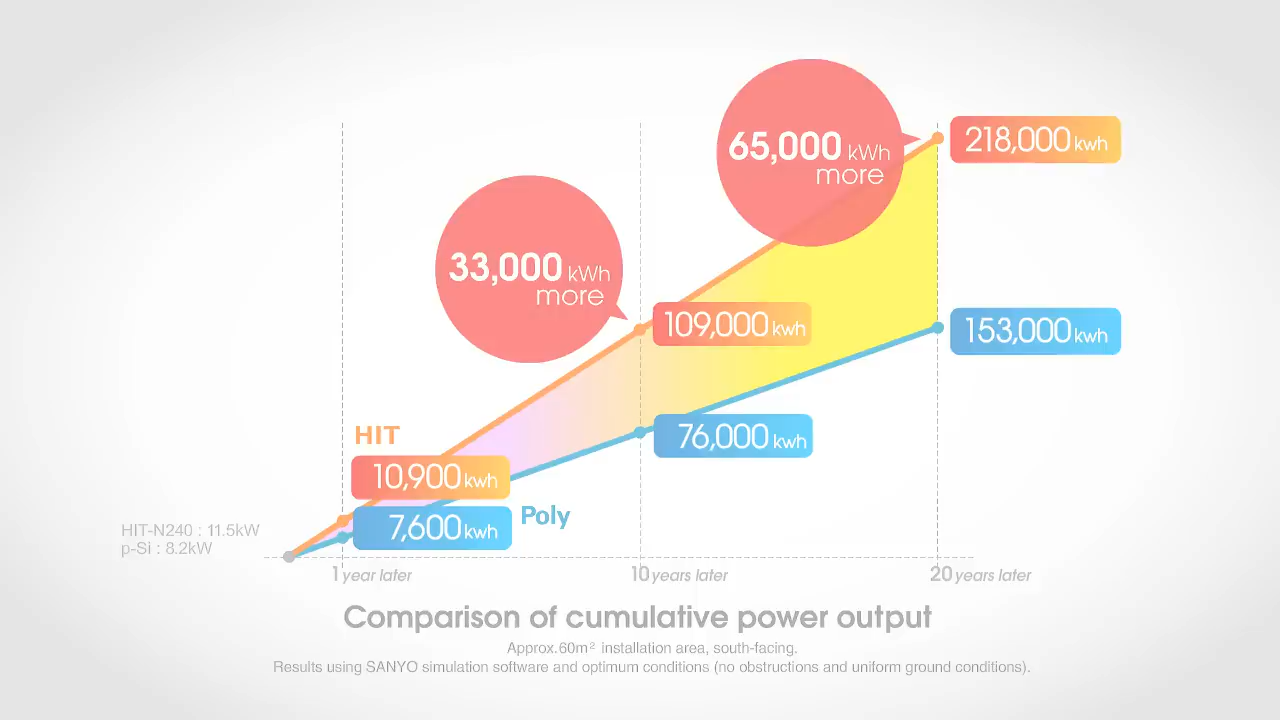 65,000 kWh
more
218,000 kwh
33,000 kWh
more
109,000 kwh
153,000 kwh
76,000 kwh
HIT
10,900 kwh
7,600 kwh
Poly
HIT-N240 : 11.5kW
p-Si : 8.2kW
1 year later
10 years later
20 years later
Comparison of cumulative power output
Approx.60m² installation area, south-facing.
Results using SANYO simulation software and optimum conditions (no obstructions and uniform ground conditions).